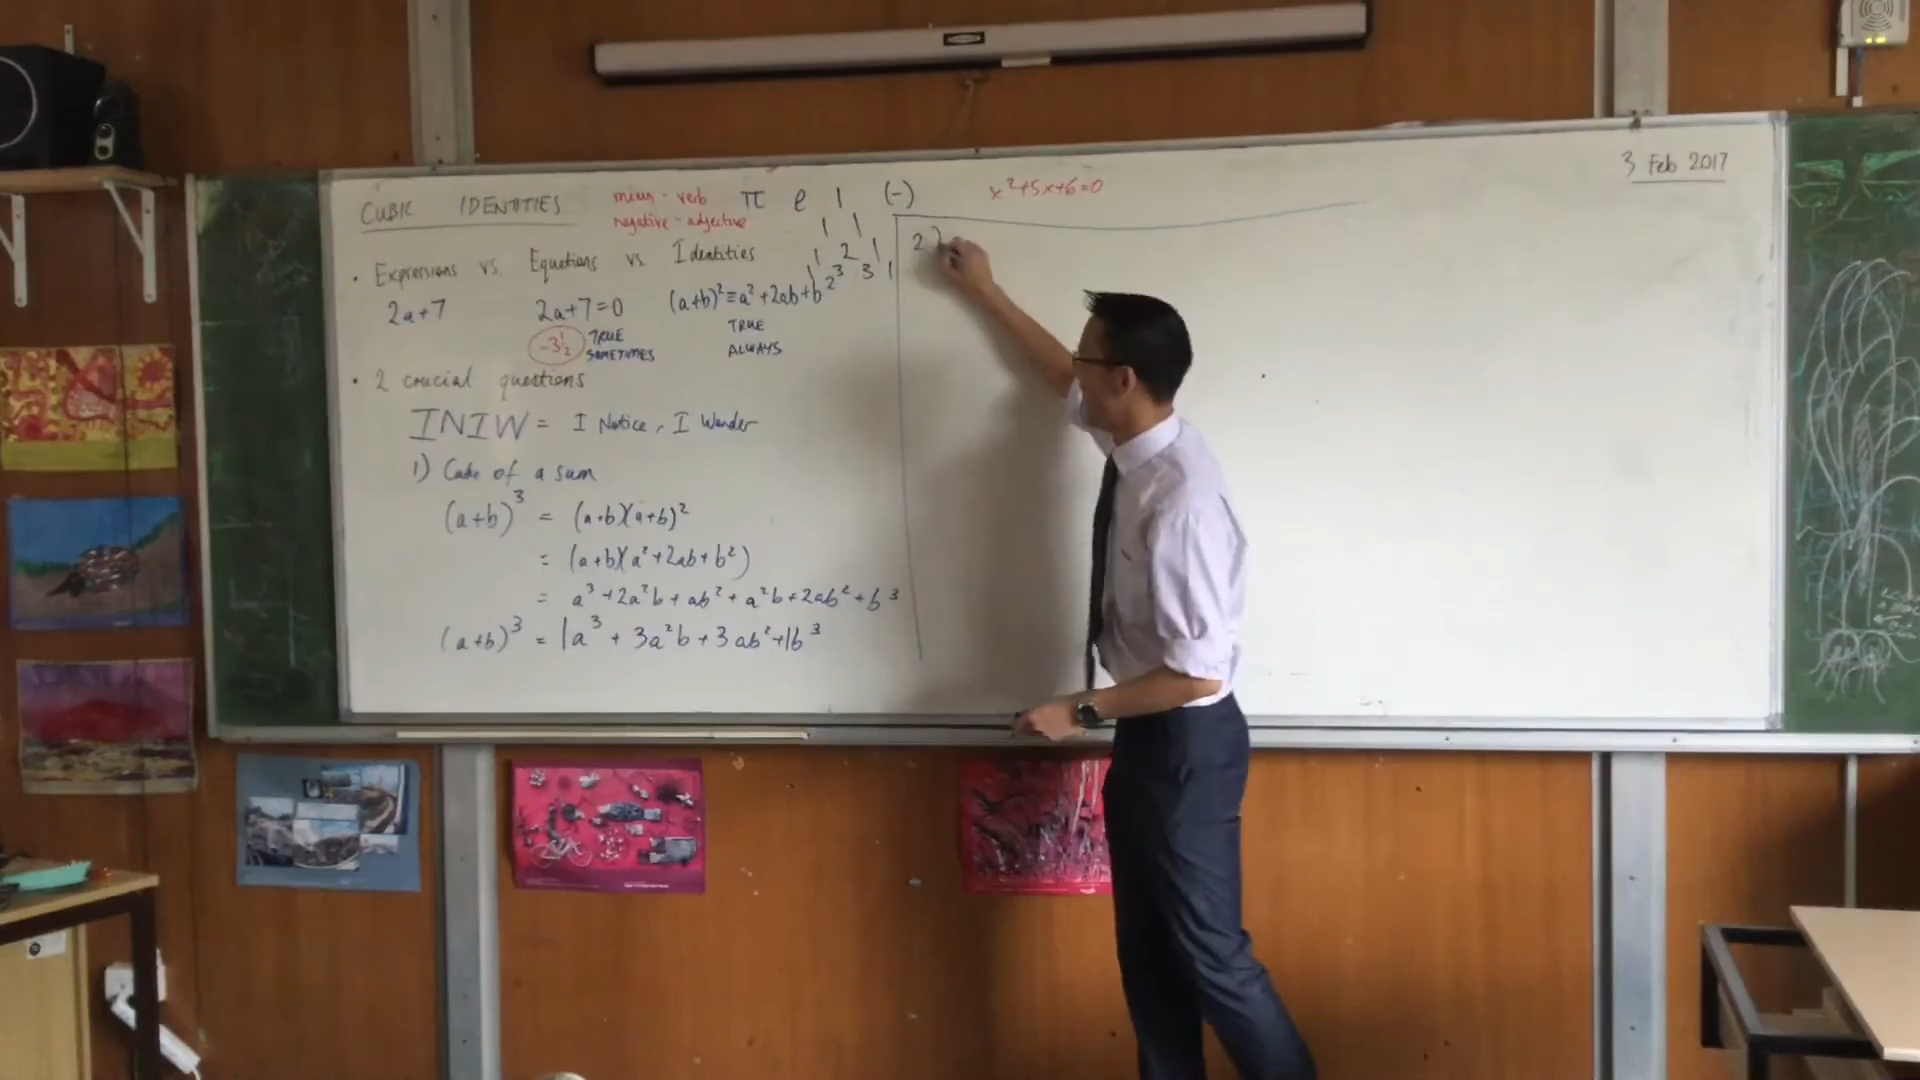 3 Feb 2017
CUBIC IDENTITIES
minus - verb
negative - adjective
π e 1 (-)
x²+5x+6=0
1 1
1 2 1
1 3 3 1
• Expressions vs. Equations vs Identities
2a+7 2a+7=0 (a+b)²≡a²+2ab+b²
-3½ TRUE SOMETIMES
TRUE ALWAYS
• 2 crucial questions
INIW = I Notice, I Wonder
1) Cube of a sum
(a+b)³ = (a+b)(a+b)²
= (a+b)(a²+2ab+b²)
= a³+2a²b+ab²+a²b+2ab²+b³
(a+b)³ = 1a³+3a²b+3ab²+1b³
2)